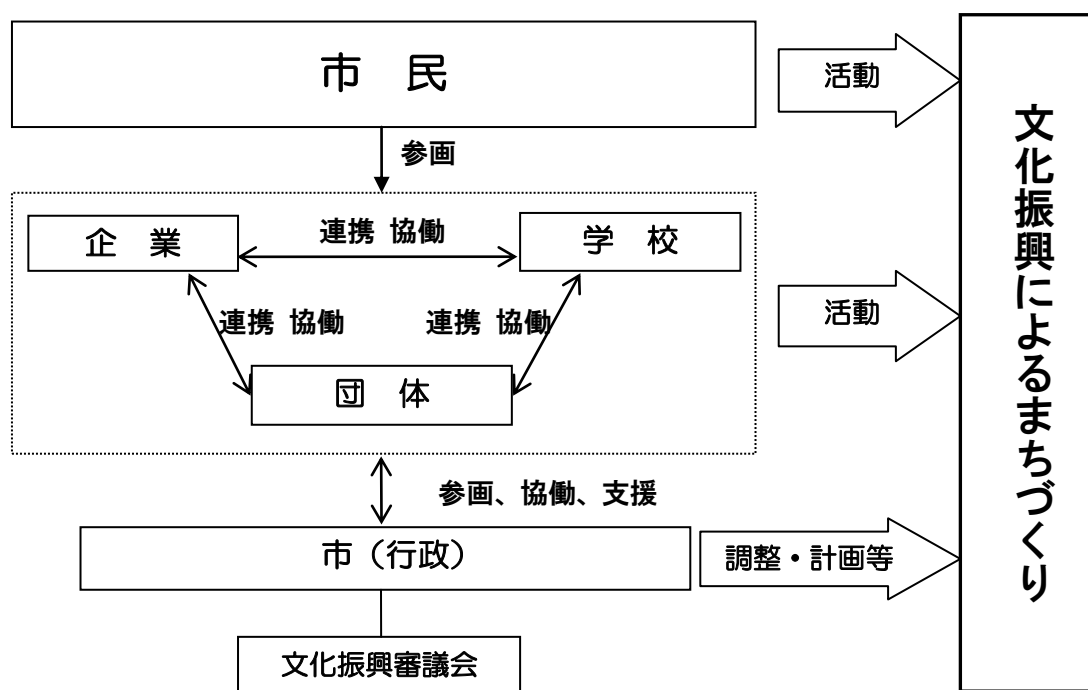 市　民
活動
参画
企　業
連携 協働
学　校
連携 協働
連携 協働
団　体
活動
参画、協働、支援
市（行政）
調整・計画等
文化振興審議会
文化振興によるまちづくり